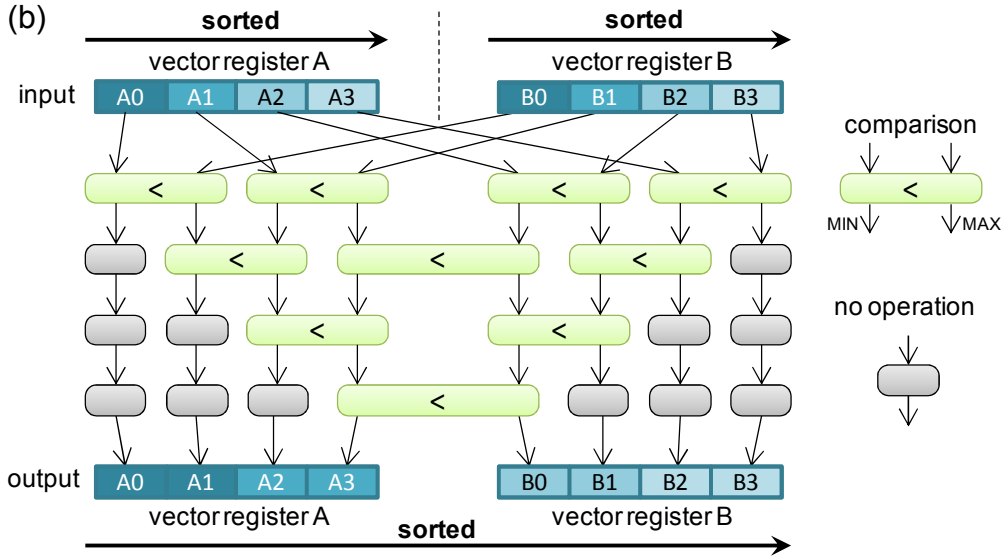 (b)
sorted
sorted
vector register A
vector register B
input
A0 A1 A2 A3
B0 B1 B2 B3
comparison
< < < <
<
MIN
MAX
< < <
no operation
< <
<
output
A0 A1 A2 A3
B0 B1 B2 B3
vector register A
vector register B
sorted